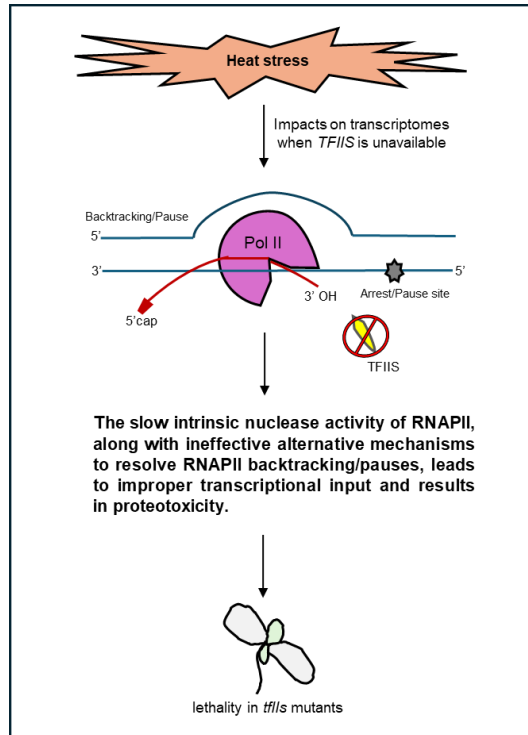 Heat stress
Impacts on transcriptomes
when TFIIS is unavailable
Backtracking/Pause
5’
Pol II
3’
5’
3’ OH
Arrest/Pause site
5’cap
TFIIS
The slow intrinsic nuclease activity of RNAPII,
along with ineffective alternative mechanisms
to resolve RNAPII backtracking/pauses, leads
to improper transcriptional input and results
in proteotoxicity.
lethality in tfIIs mutants